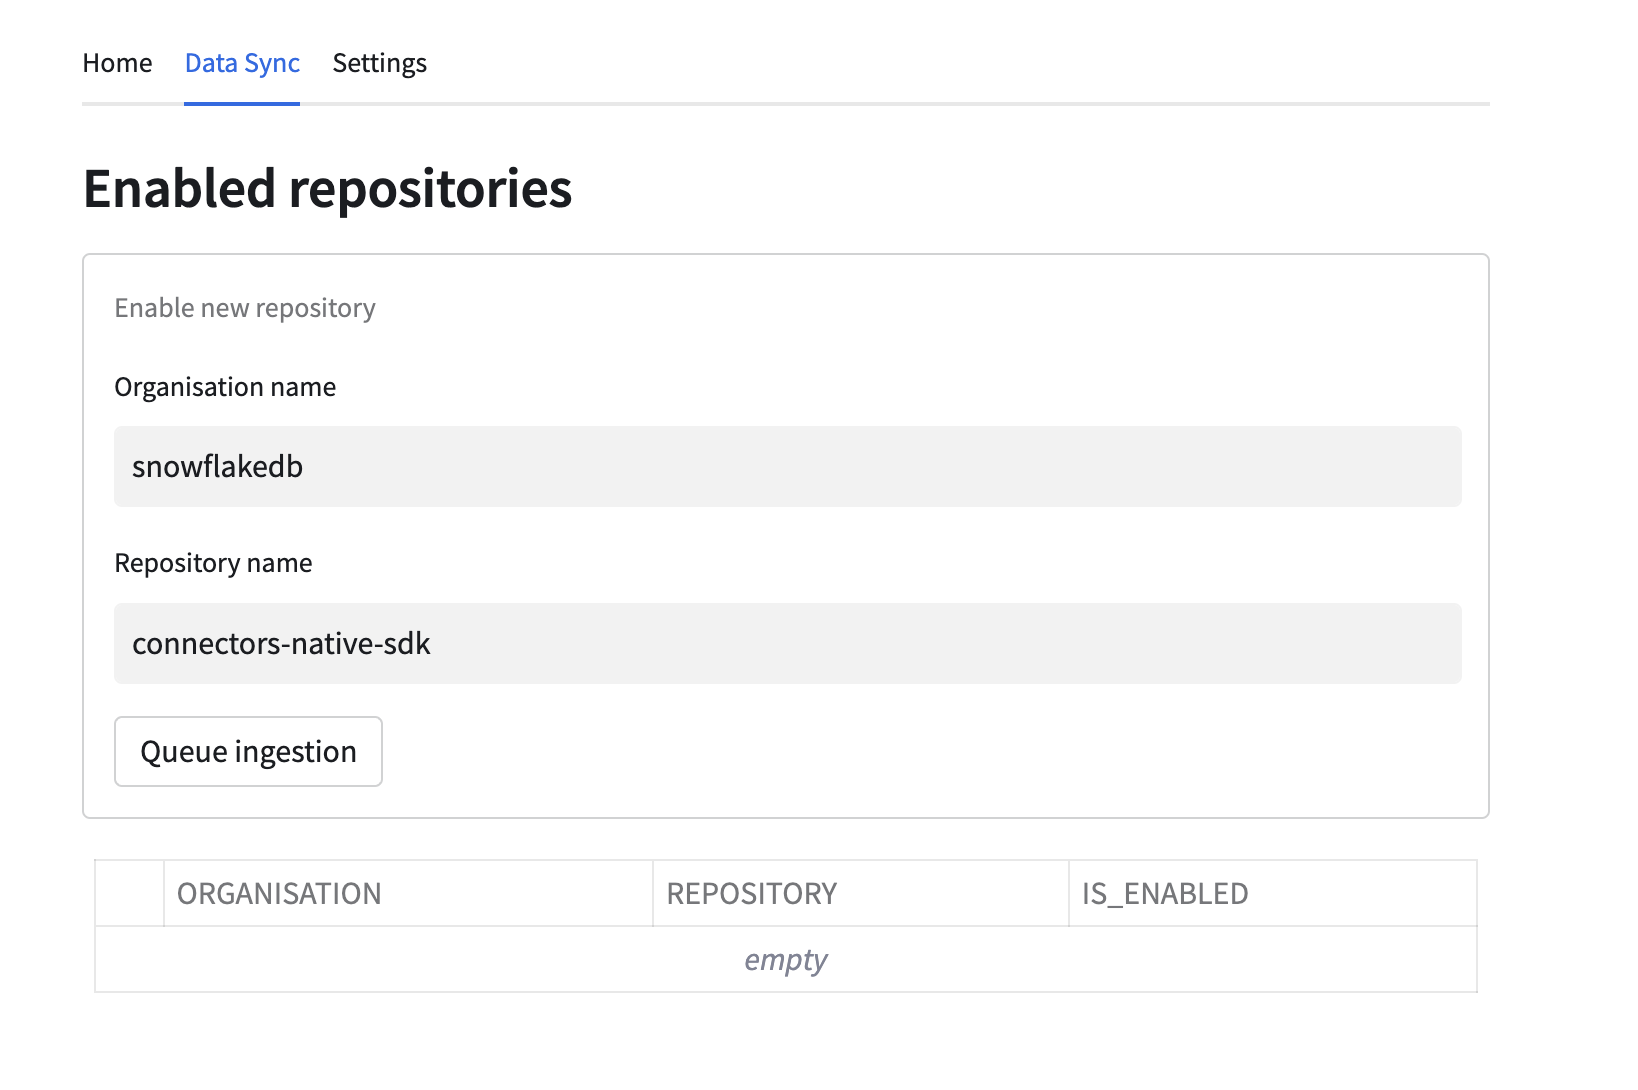 Home Data Sync Settings
Enabled repositories
Enable new repository
Organisation name
snowflakedb
Repository name
connectors-native-sdk
Queue ingestion
ORGANISATION REPOSITORY IS_ENABLED
empty